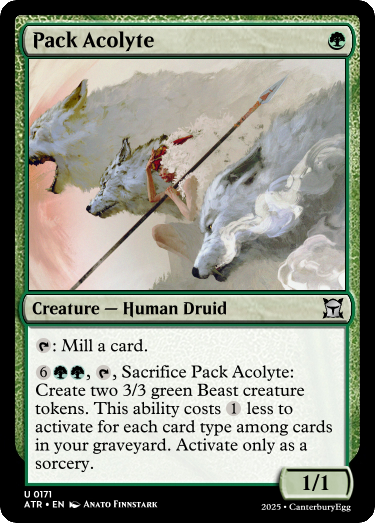 Pack Acolyte
Creature — Human Druid
: Mill a card.
6, , Sacrifice Pack Acolyte:
Create two 3/3 green Beast creature
tokens. This ability costs 1 less to
activate for each card type among cards
in your graveyard. Activate only as a
sorcery.
1/1
U 0171
ATR • EN Anato Finnstark
2025 • CanterburyEgg